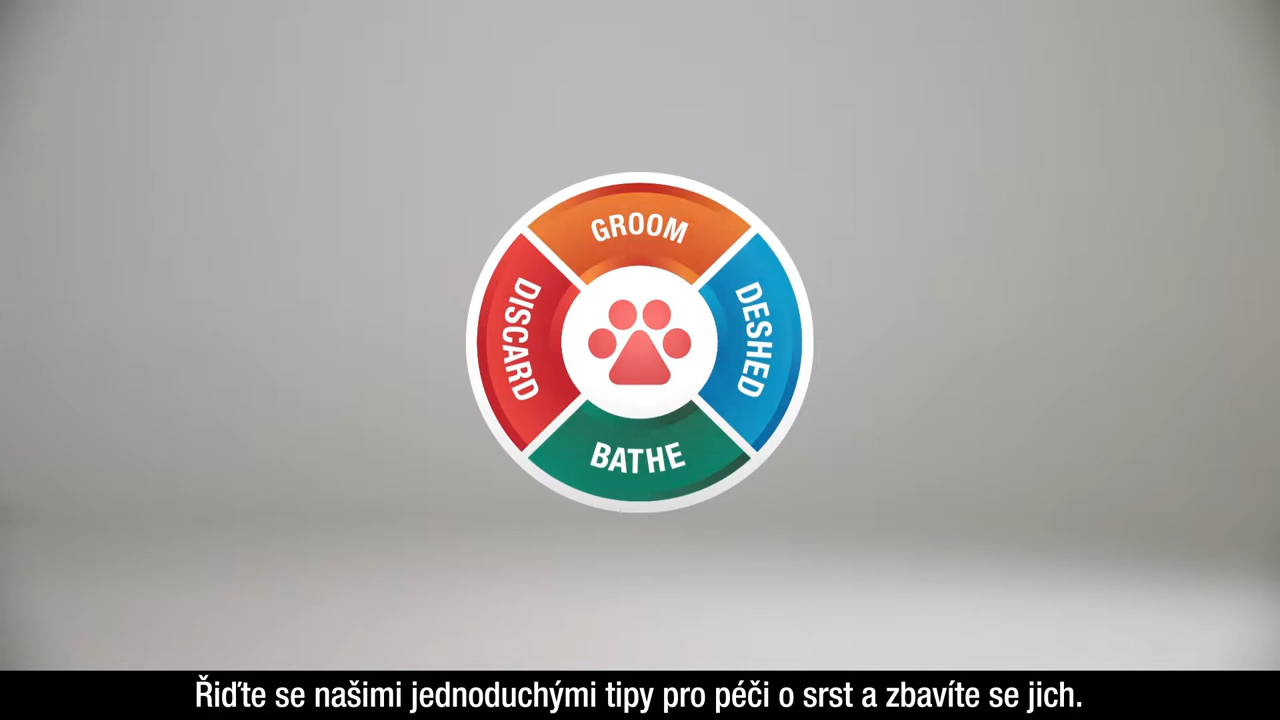 GROOM
DISCARD
DESHED
BATHE
Řiďte se našimi jednoduchými tipy pro péči o srst a zbavíte se jich.